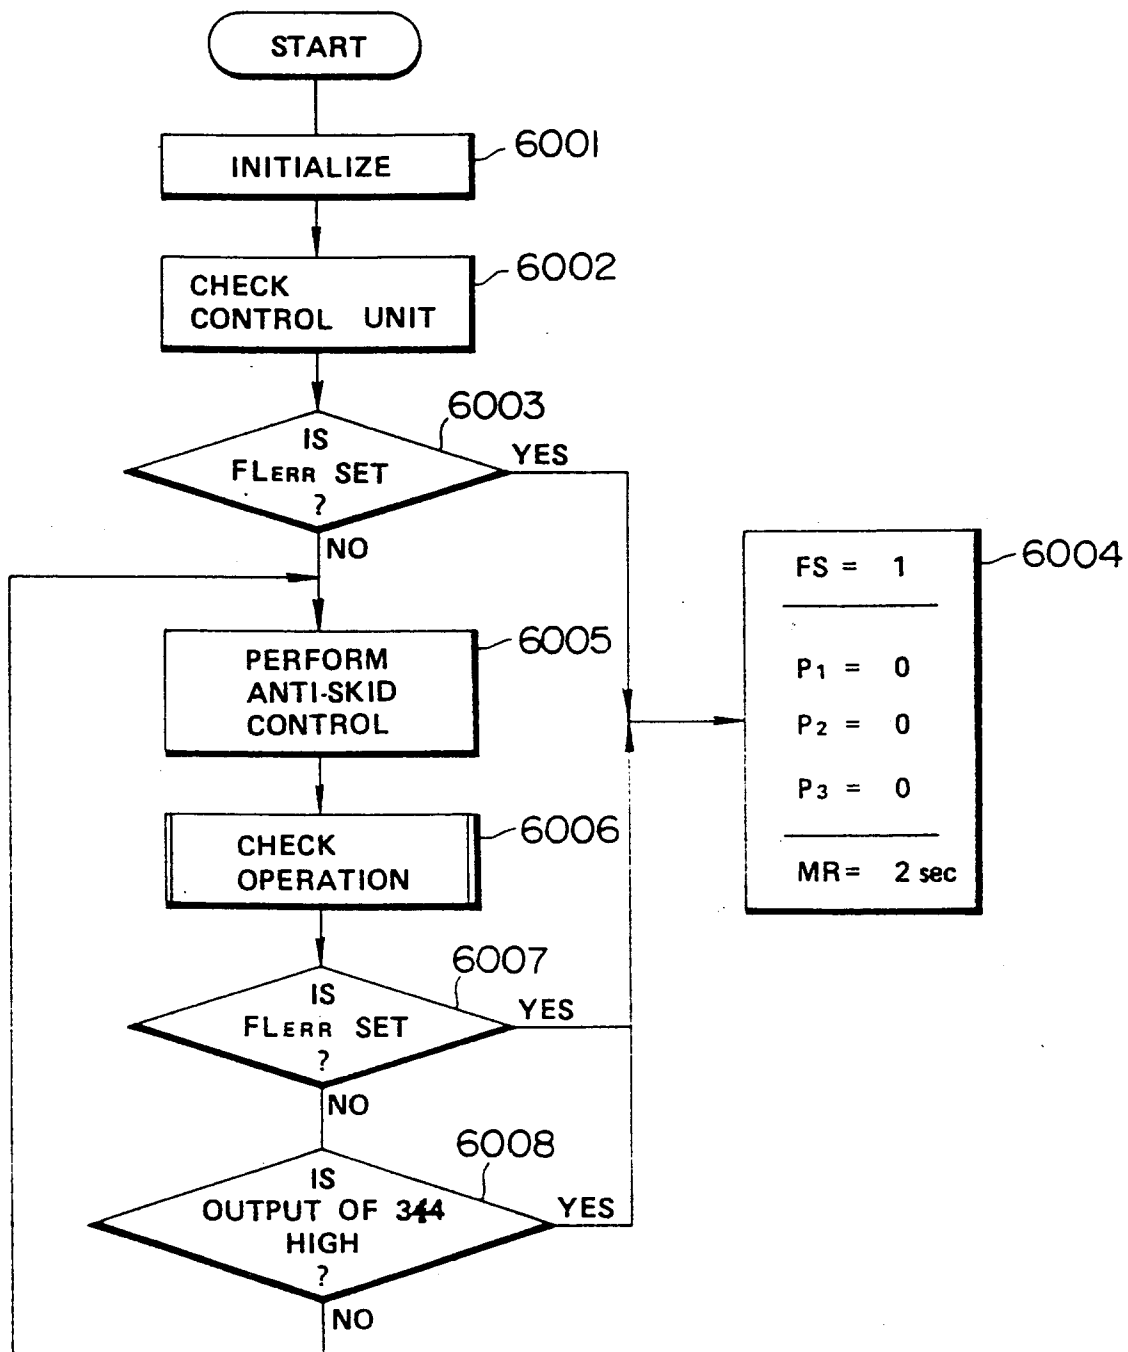 START
INITIALIZE
6001
CHECK
CONTROL UNIT
6002
IS
FLERR SET
?
6003
YES
NO
FS = 1
P1 = 0
P2 = 0
P3 = 0
MR = 2 sec
6004
PERFORM
ANTI-SKID
CONTROL
6005
CHECK
OPERATION
6006
IS
FLERR SET
?
6007
YES
NO
IS
OUTPUT OF
HIGH
?
6008
YES
NO